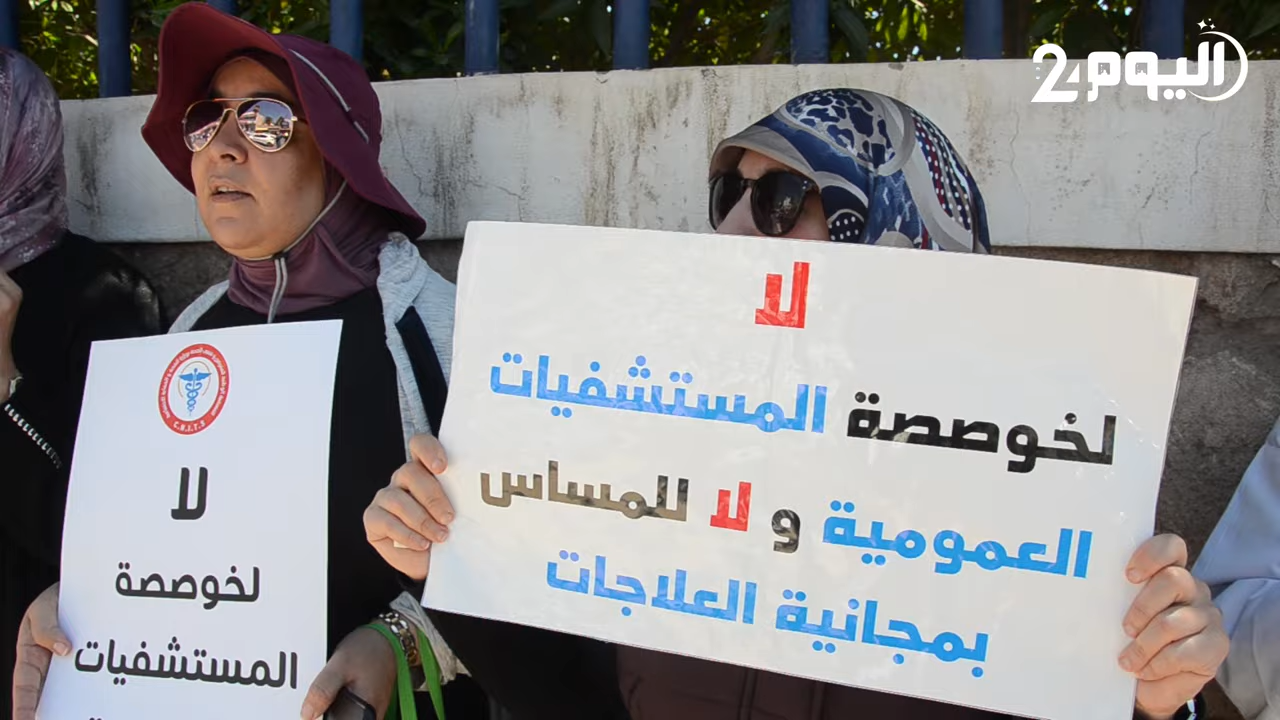 اليوم 24
لا
لخوصصة المستشفيات
العمومية و لا للمساس
بمجانية العلاجات
C.N.I.T.S
لا
لخوصصة
المستشفيات